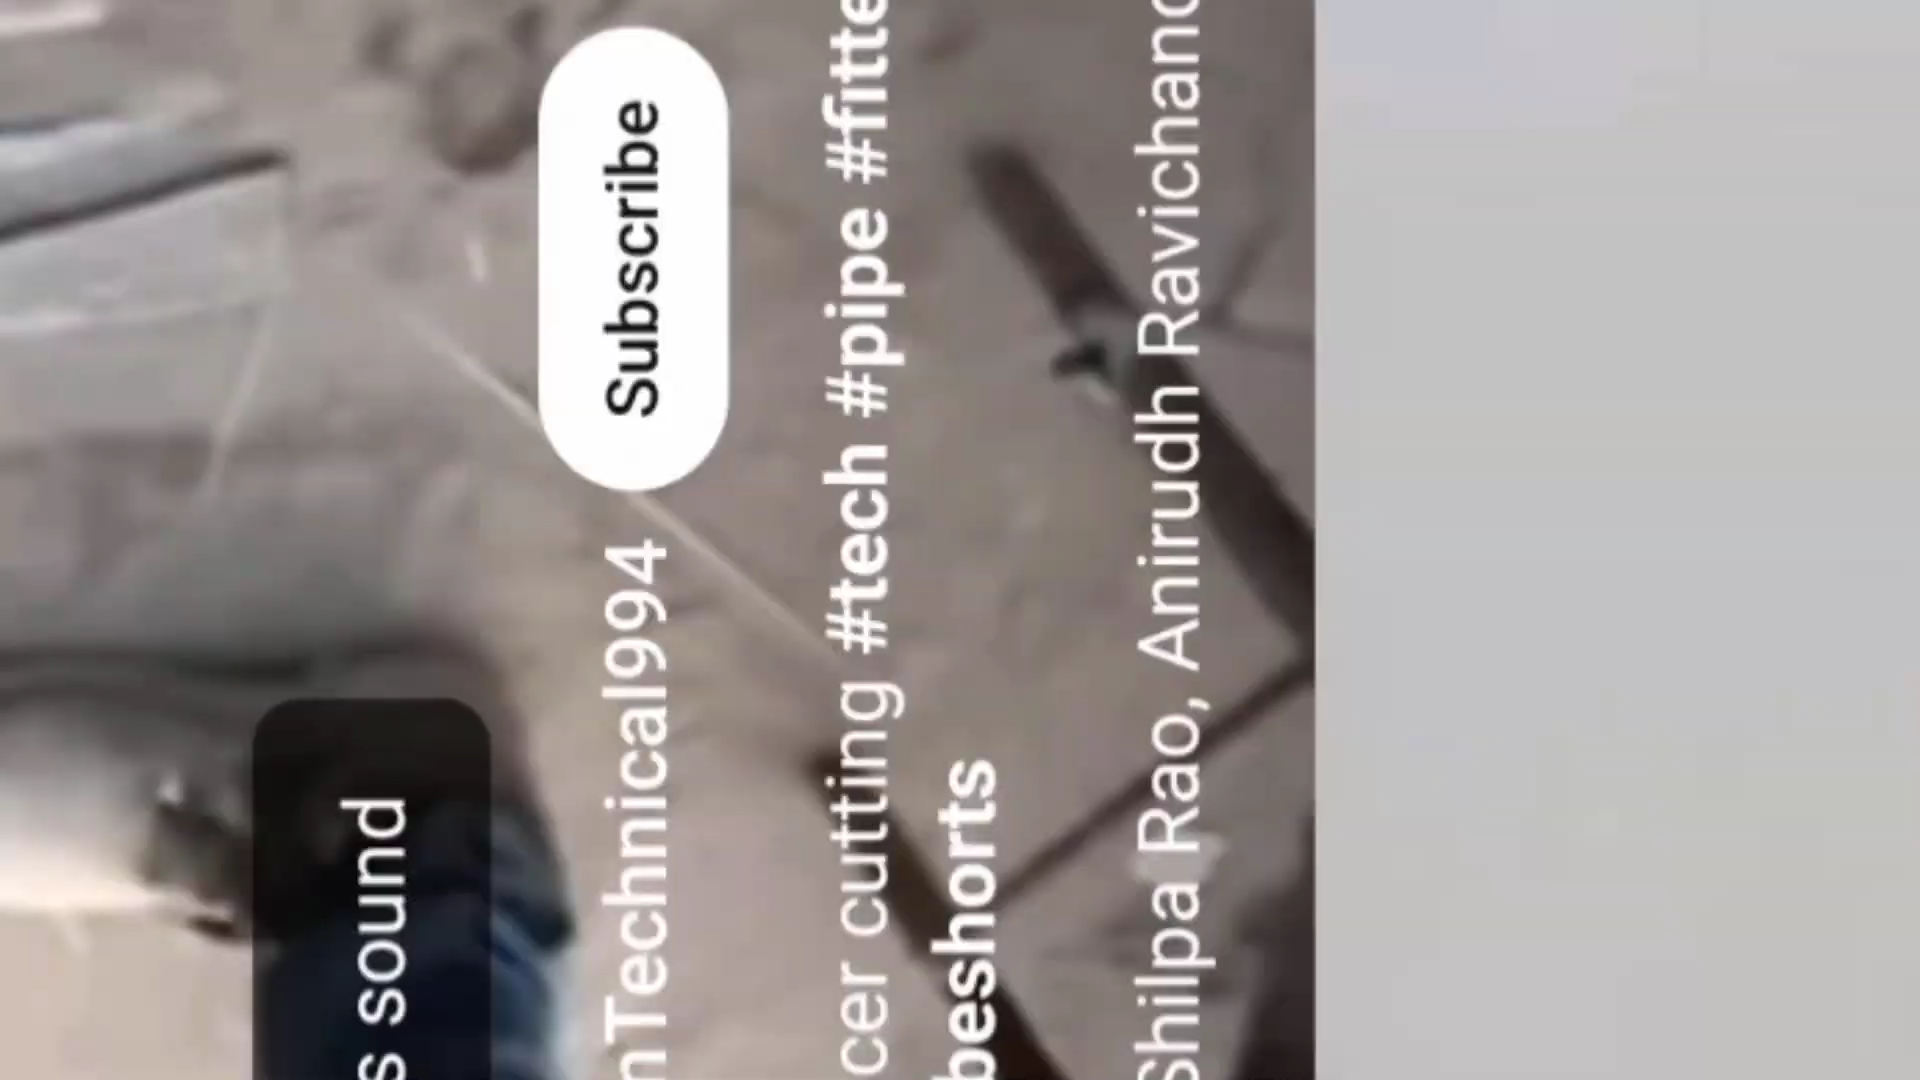 s sound
nTechnical994 Subscribe
cer cutting #tech #pipe #fitte
beshorts
Shilpa Rao, Anirudh Ravichand